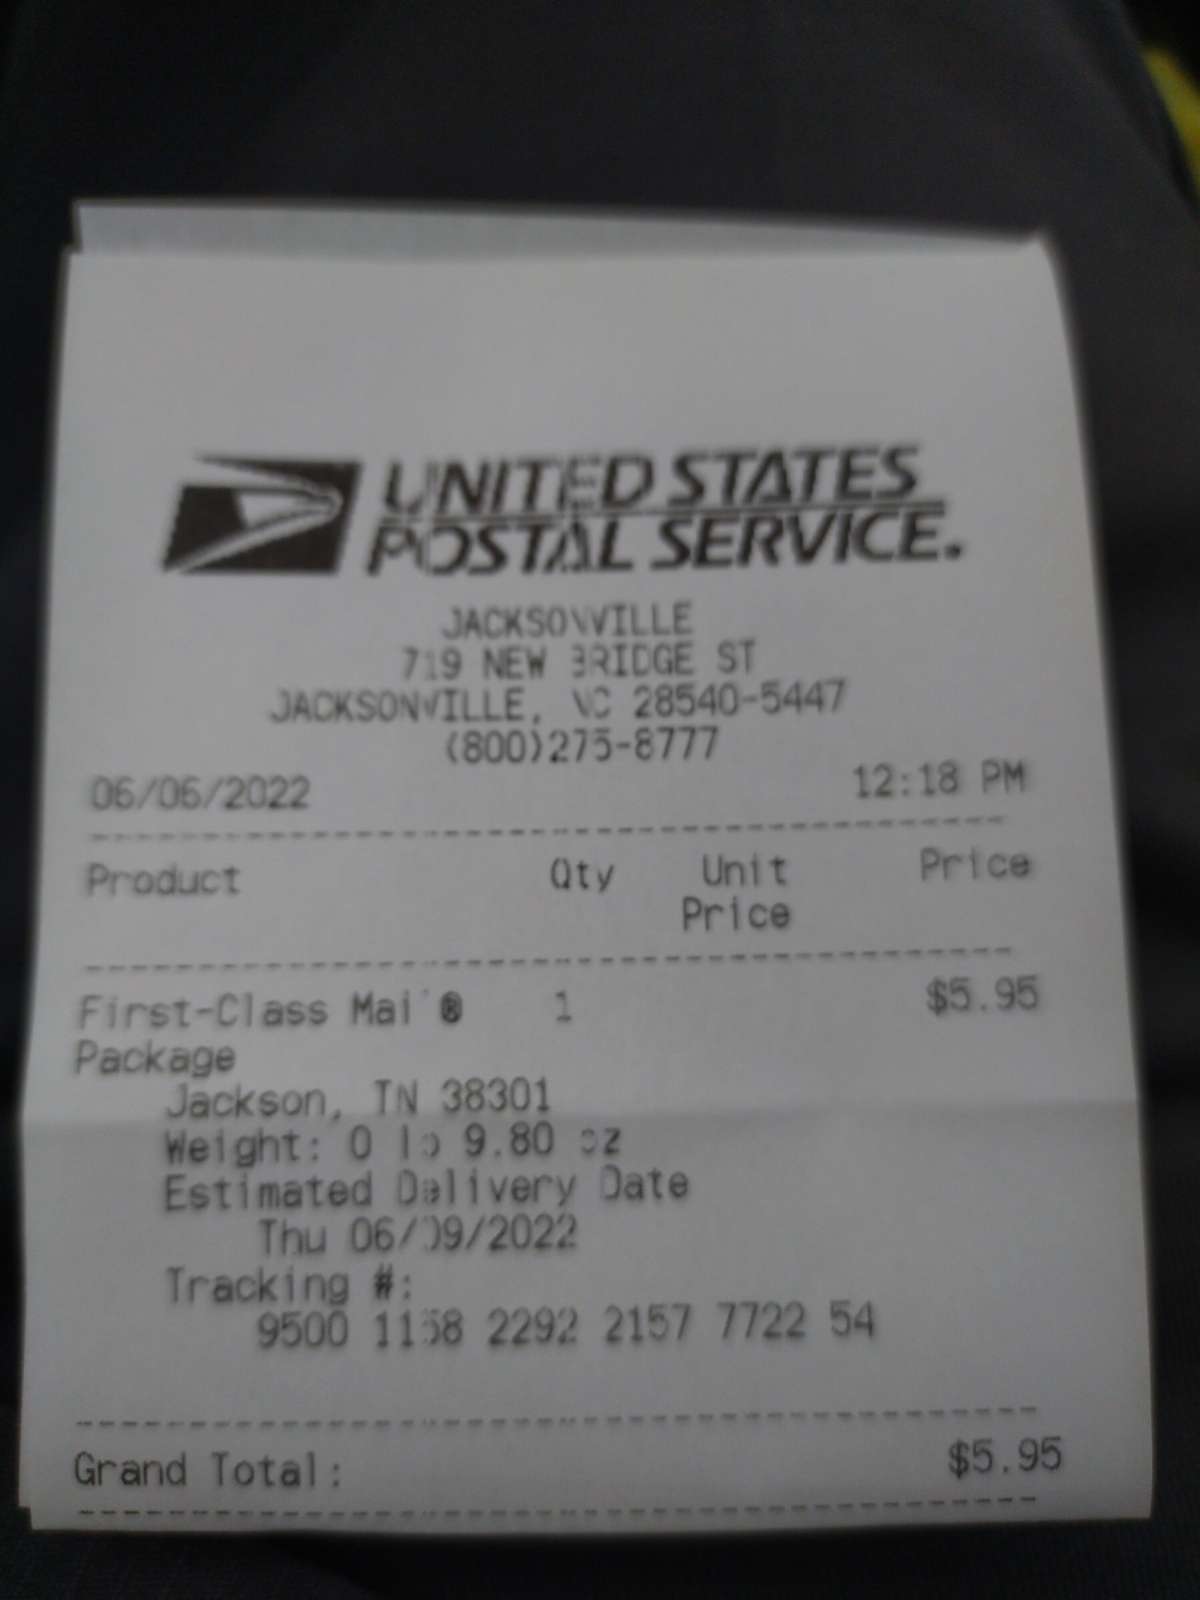 UNITED STATES
POSTAL SERVICE.
JACKSONVILLE
719 NEW BRIDGE ST
JACKSONVILLE, NC 28540-5447
(800)275-8777
06/06/2022 12:18 PM
Product Qty Unit Price
Price
First-Class Mail® 1 $5.95
Package
Jackson, TN 38301
Weight: 0 lb 9.80 oz
Estimated Delivery Date
Thu 06/09/2022
Tracking #:
9500 1158 2292 2157 7722 54
Grand Total: $5.95